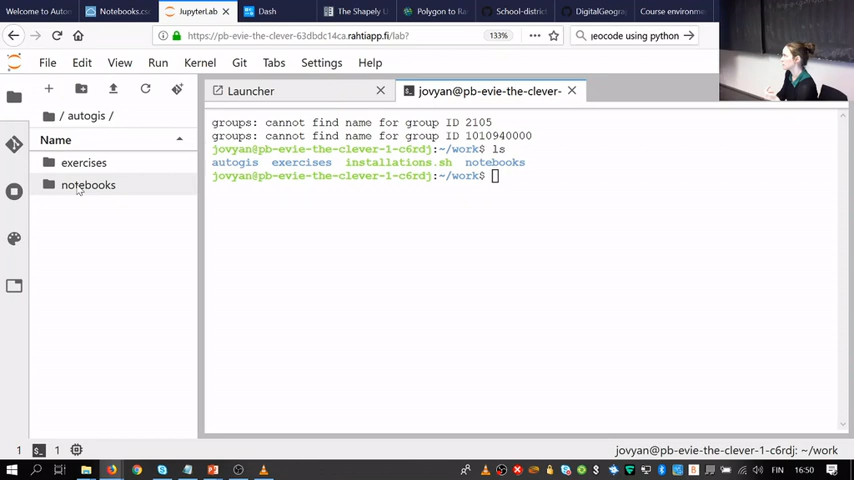 Welcome to Auton
Notebooks.csc
JupyterLab
Dash
The Shapely U
Polygon to Ra
School-district
DigitalGeograp
Course environm
https://pb-evie-the-clever-63dbdc14ca.rahtiapp.fi/lab?
133%
geocode using python
File Edit View Run Kernel Git Tabs Settings Help
/ autogis /
Name
exercises
notebooks
Launcher
jovyan@pb-evie-the-clever-
groups: cannot find name for group ID 2105
groups: cannot find name for group ID 1010940000
jovyan@pb-evie-the-clever-1-c6rdj:~/work$ ls
autogis exercises installations.sh notebooks
jovyan@pb-evie-the-clever-1-c6rdj:~/work$
1 1
jovyan@pb-evie-the-clever-1-c6rdj: ~/work
FIN 16:50